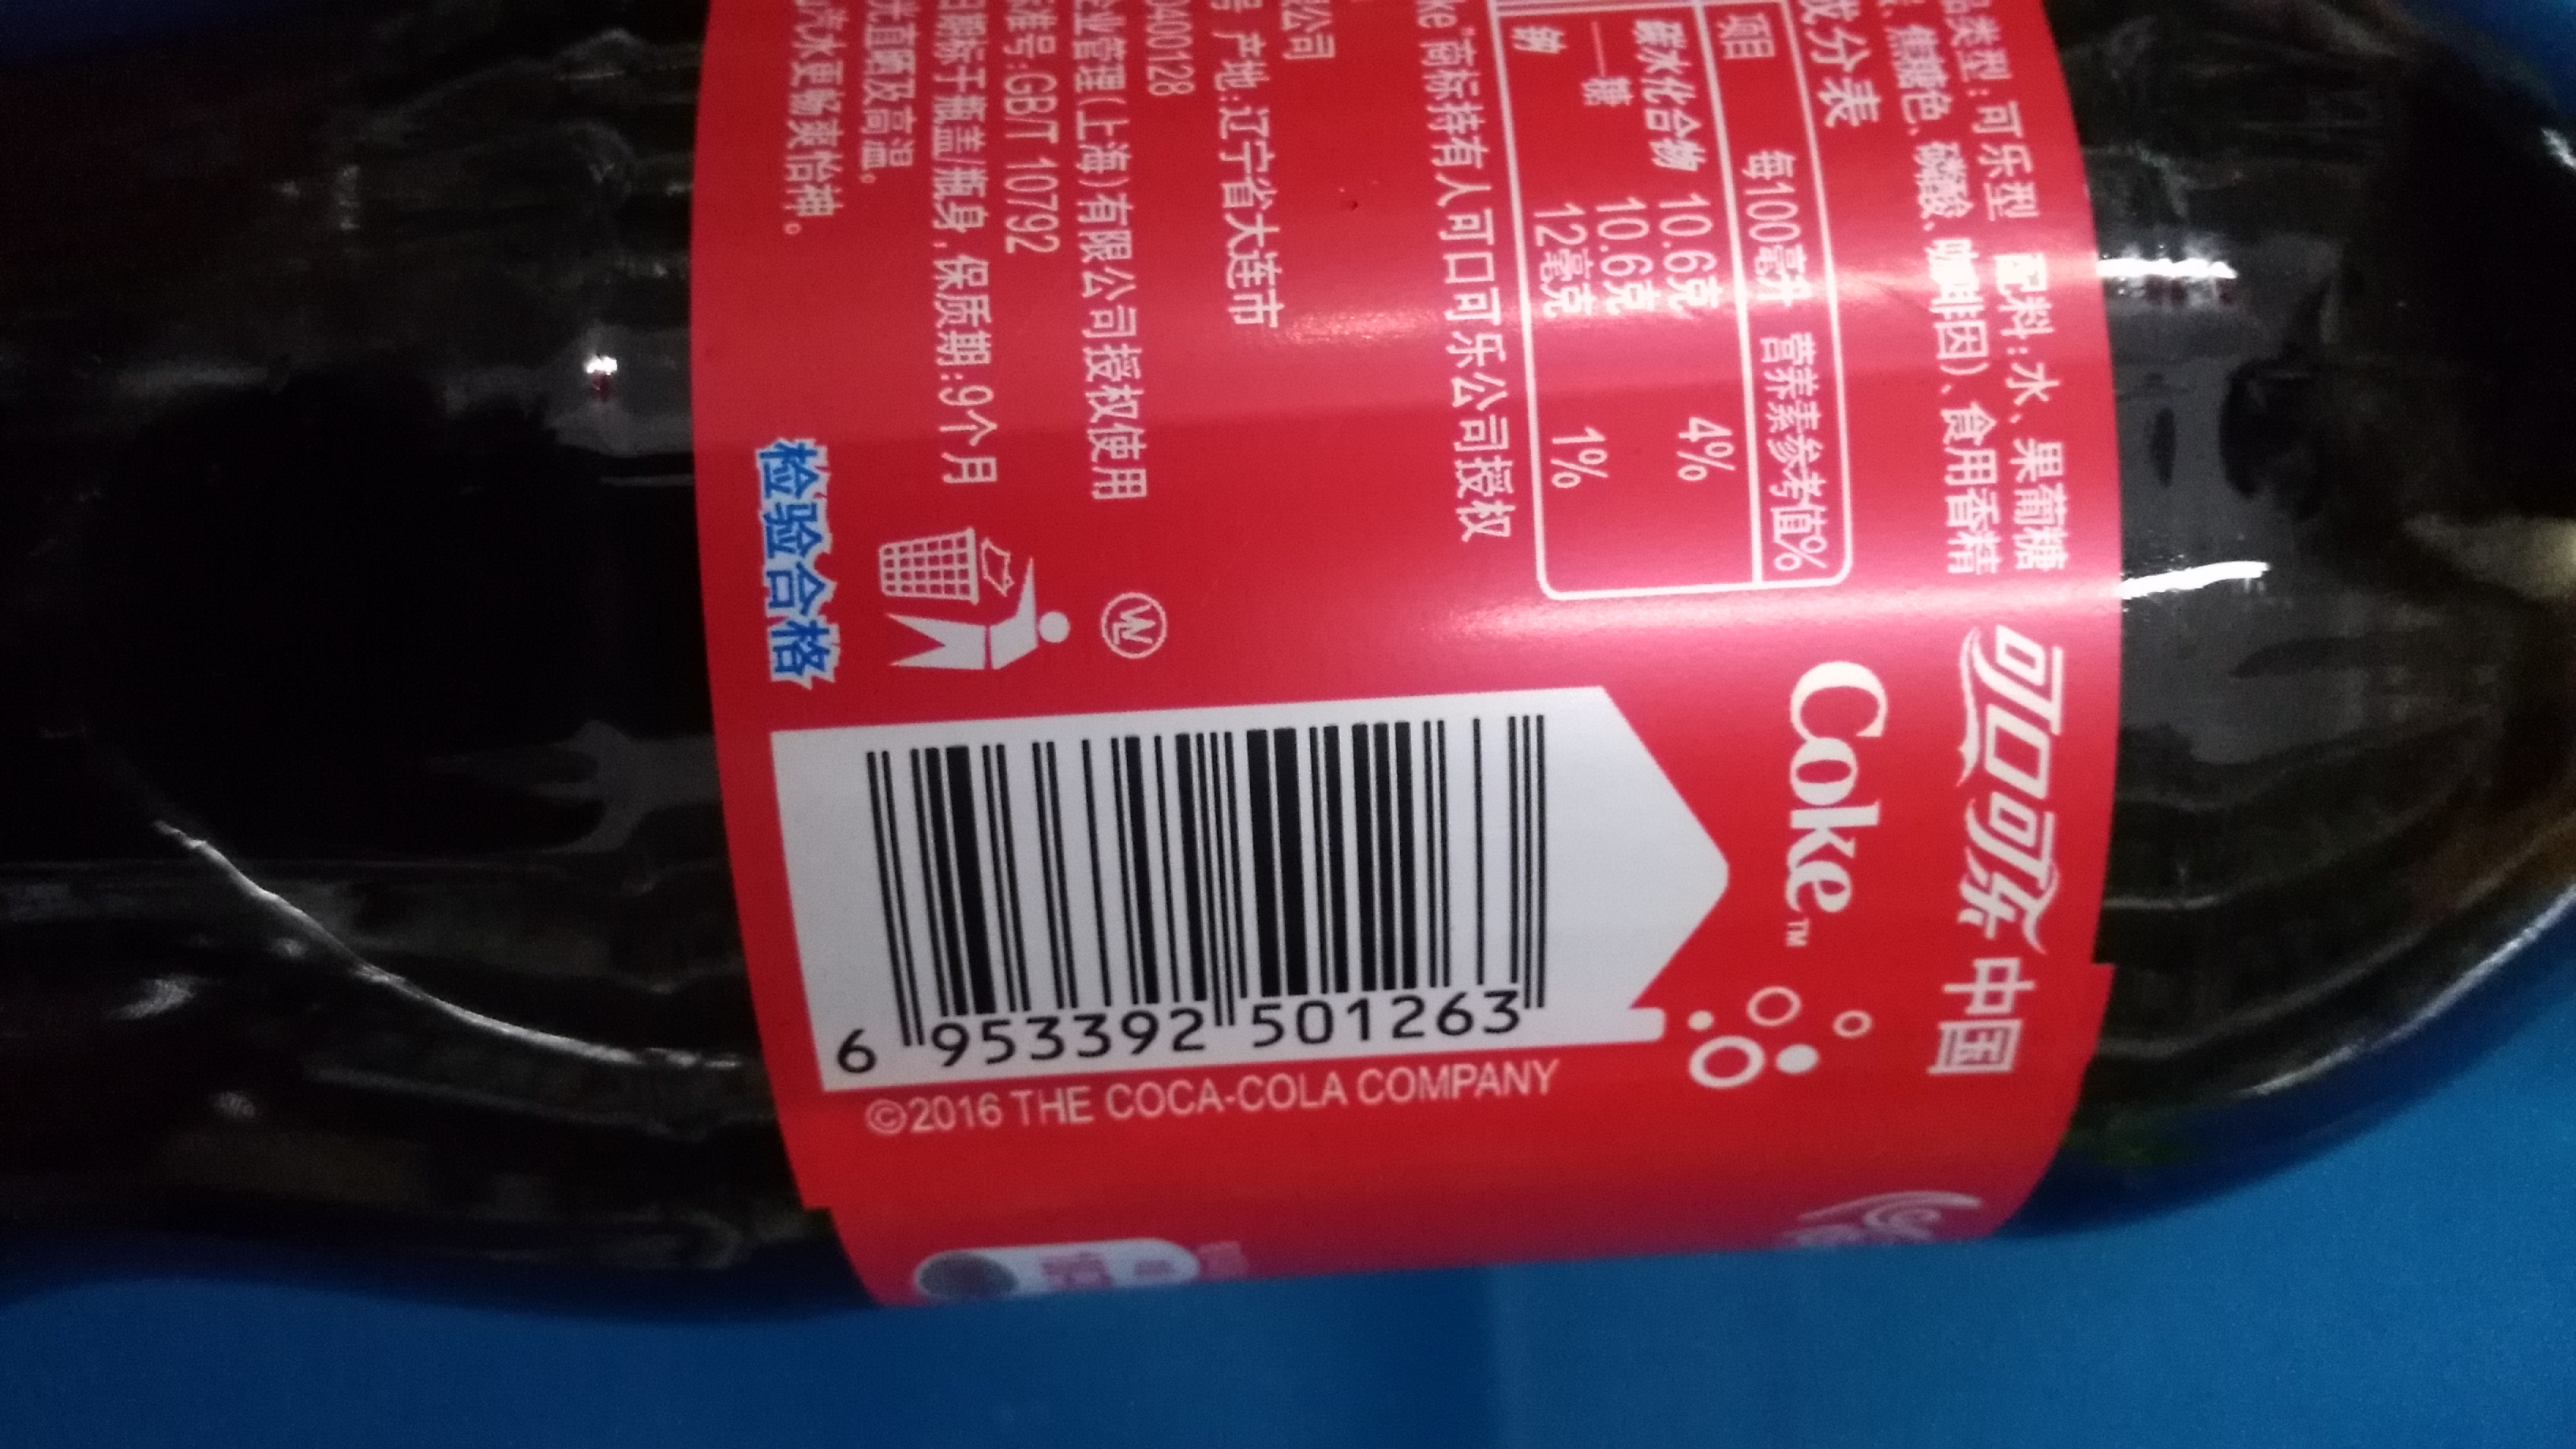 品类型:可乐型 配料:水、果葡糖
、焦糖色、磷酸、咖啡因)、食用香精
成分表
项目 每100毫升 营养素参考值%
碳水化合物 10.6克 4%
—糖 10.6克
钠 12毫克 1%
ke 商标持有人可口可乐公司授权
公司
号 产地:辽宁省大连市
0400128
业管理(上海)有限公司授权使用
准号:GB/T 10792
日期标于瓶盖/瓶身,保质期:9个月
光直晒及高温。
汽水更畅爽怡神。
检验合格
可口可乐中国
Coke™
6 953392 501263
©2016 THE COCA-COLA COMPANY